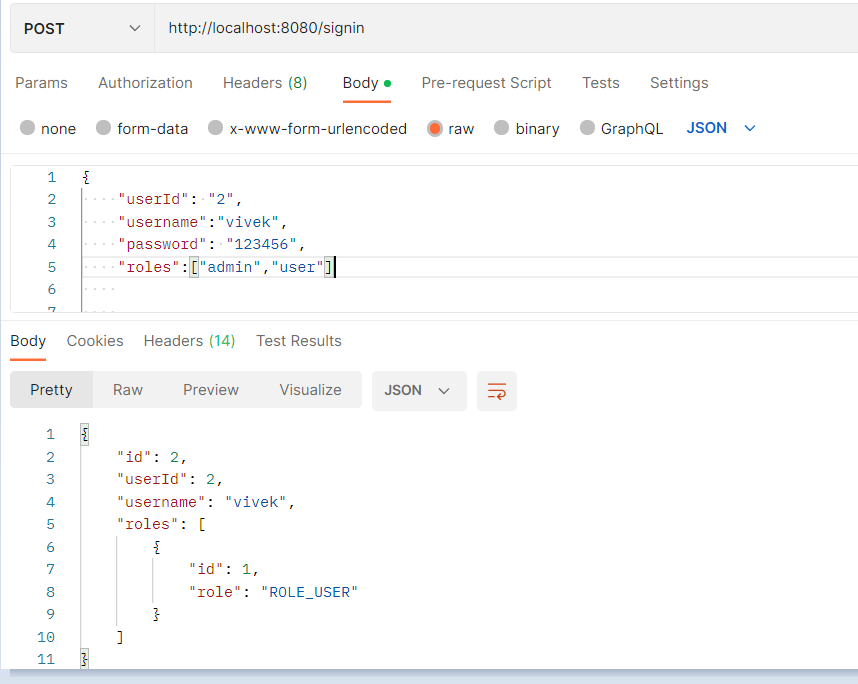 POST http://localhost:8080/signin
Params Authorization Headers (8) Body Pre-request Script Tests Settings
none form-data x-www-form-urlencoded raw binary GraphQL JSON
1 {
2 "userId": "2",
3 "username":"vivek",
4 "password": "123456",
5 "roles":["admin","user"]
6
7
Body Cookies Headers (14) Test Results
Pretty Raw Preview Visualize JSON
1 {
2 "id": 2,
3 "userId": 2,
4 "username": "vivek",
5 "roles": [
6 {
7 "id": 1,
8 "role": "ROLE_USER"
9 }
10 ]
11 }